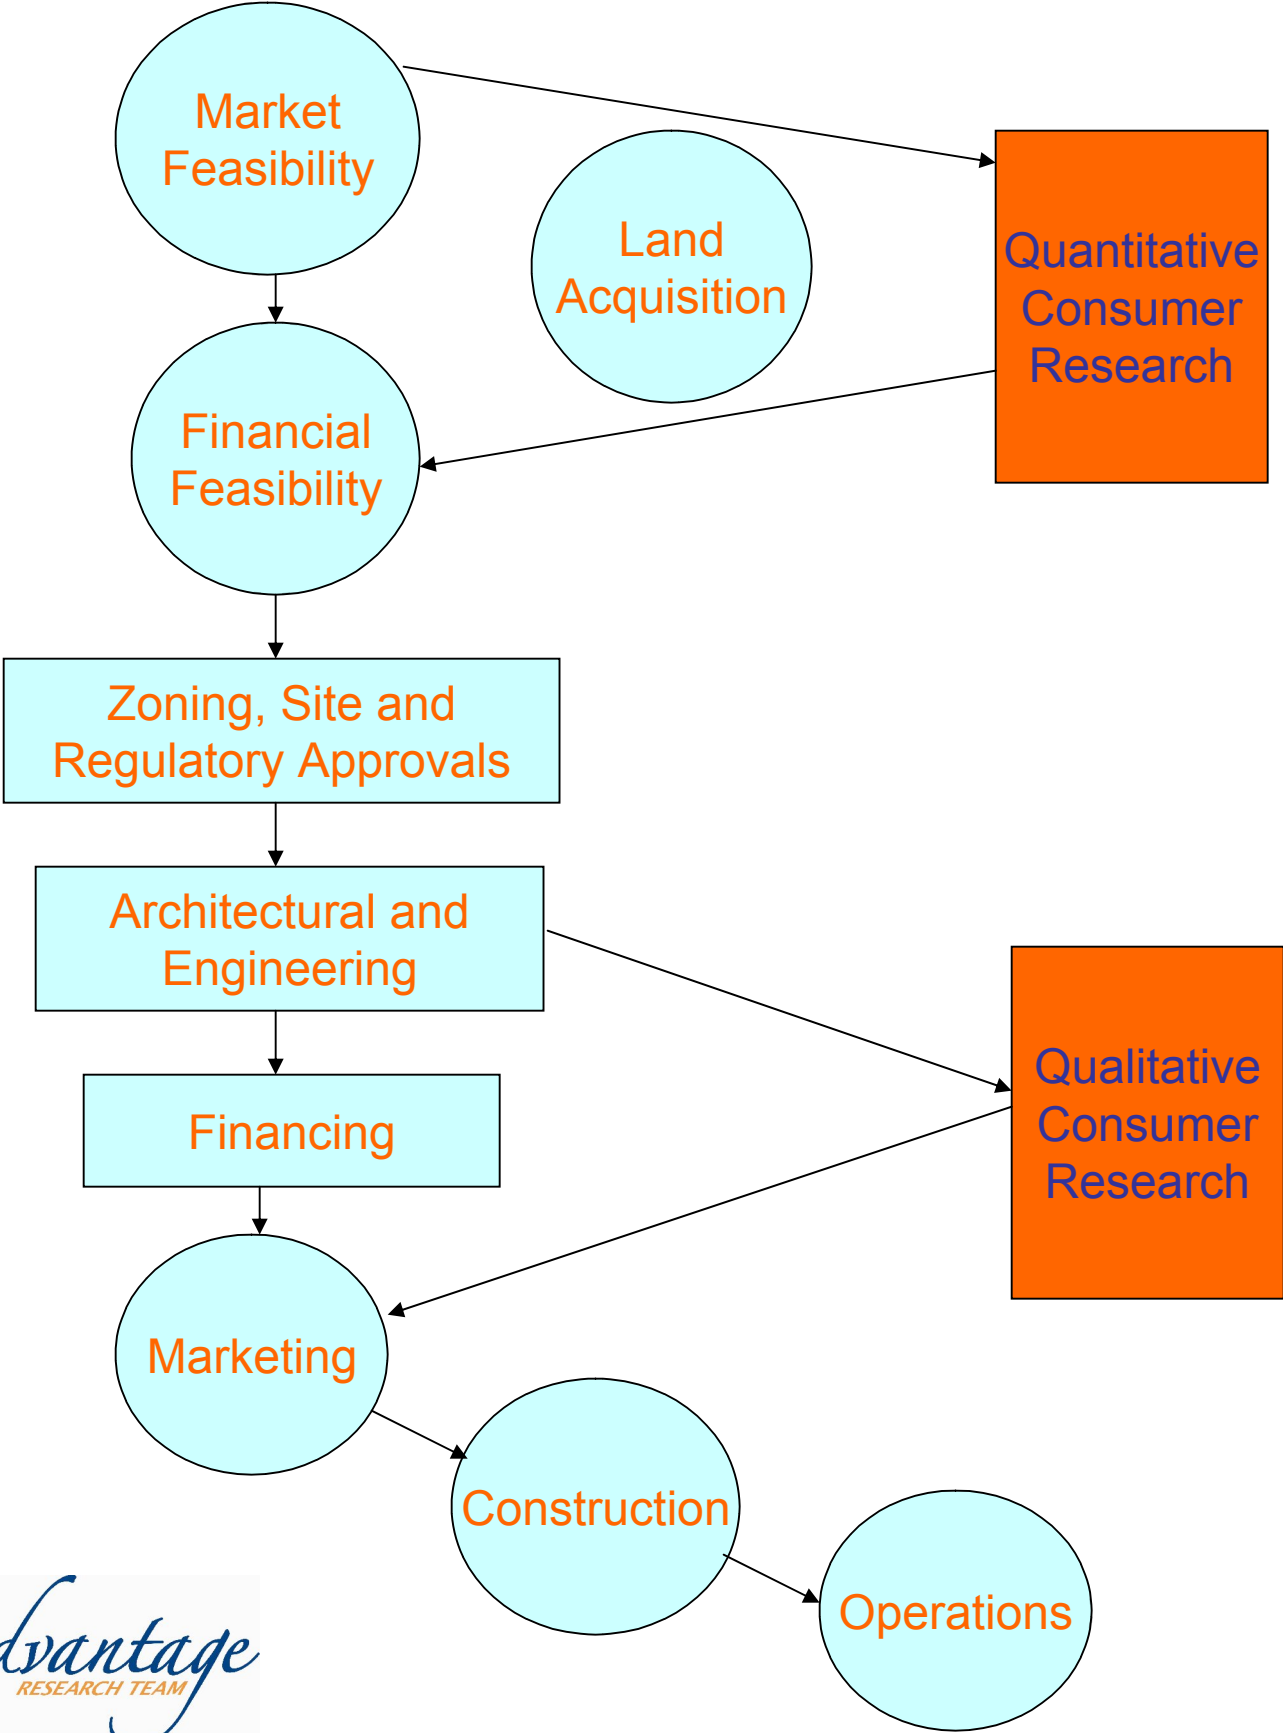 Market
Feasibility
Land
Acquisition
Quantitative
Consumer
Research
Financial
Feasibility
Zoning, Site and
Regulatory Approvals
Architectural and
Engineering
Financing
Qualitative
Consumer
Research
Marketing
Construction
Operations
dvantage
RESEARCH TEAM